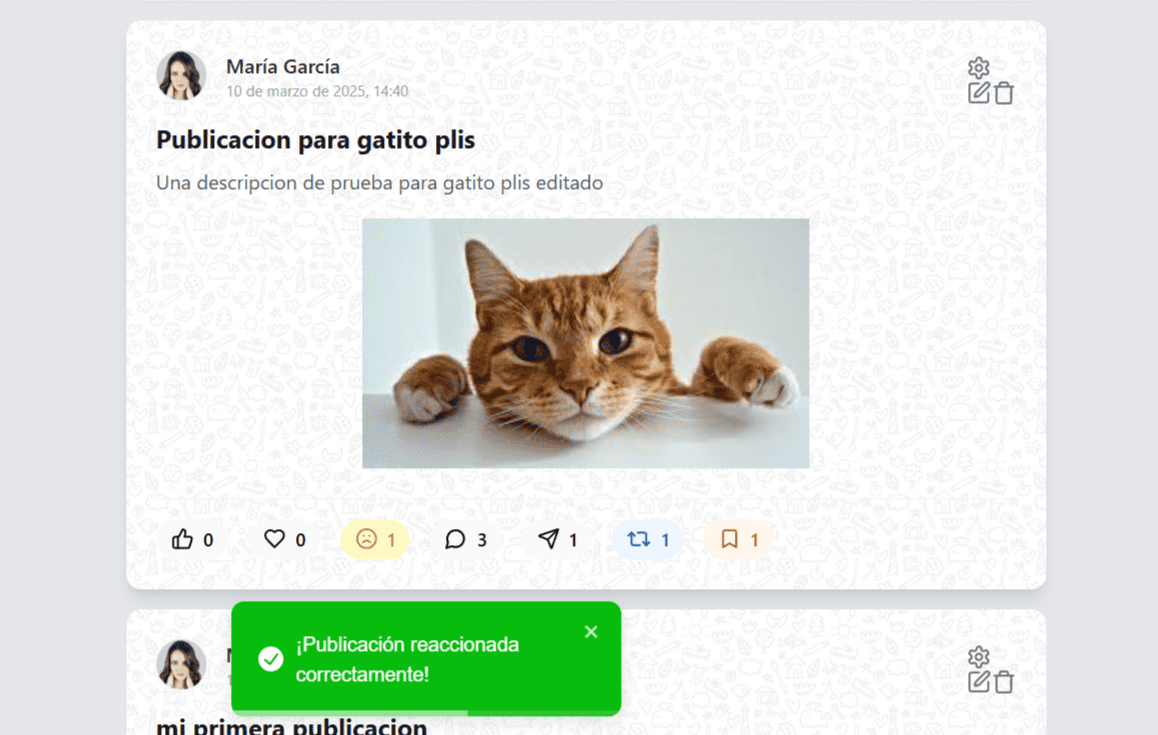 María García
10 de marzo de 2025, 14:40
Publicacion para gatito plis
Una descripcion de prueba para gatito plis editado
0 0 1 3 1 1 1
¡Publicación reaccionada
correctamente!
mi primera publicacion